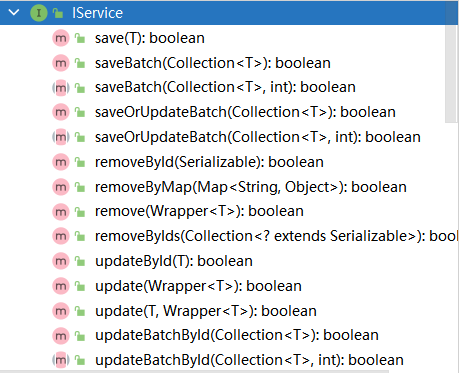 IService
save(T): boolean
saveBatch(Collection<T>): boolean
saveBatch(Collection<T>, int): boolean
saveOrUpdateBatch(Collection<T>): boolean
saveOrUpdateBatch(Collection<T>, int): boolean
removeById(Serializable): boolean
removeByMap(Map<String, Object>): boolean
remove(Wrapper<T>): boolean
removeByIds(Collection<? extends Serializable>): bool
updateById(T): boolean
update(Wrapper<T>): boolean
update(T, Wrapper<T>): boolean
updateBatchById(Collection<T>): boolean
updateBatchById(Collection<T>, int): boolean